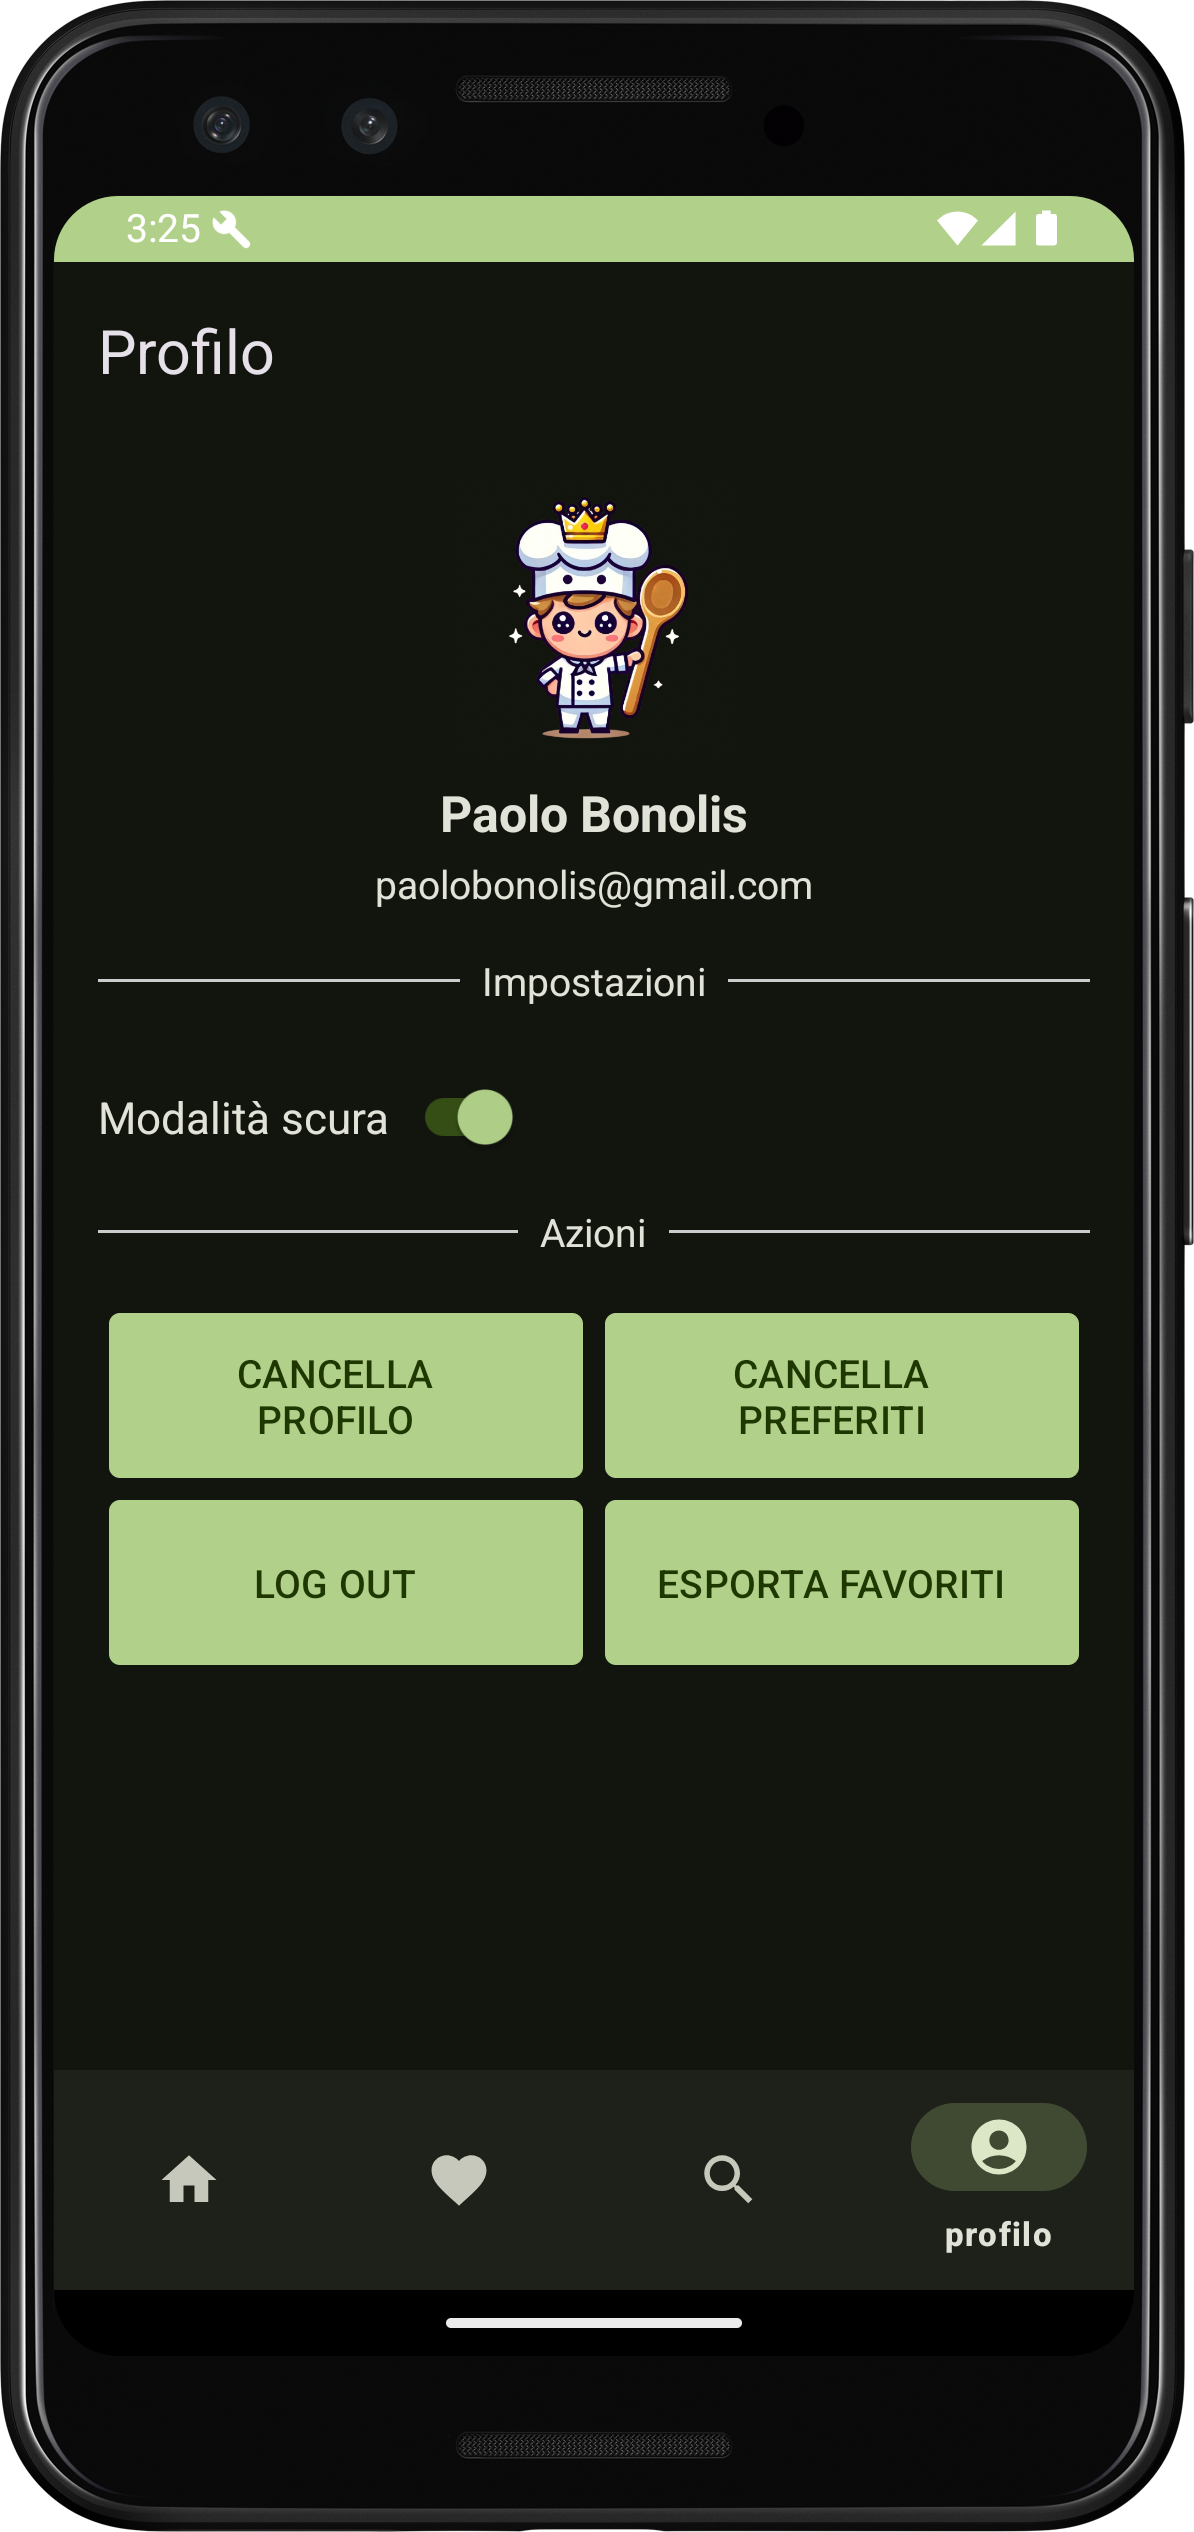 3:25
Profilo
Paolo Bonolis
paolobonolis@gmail.com
Impostazioni
Modalità scura
Azioni
CANCELLA
PROFILO
CANCELLA
PREFERITI
LOG OUT
ESPORTA FAVORITI
profilo